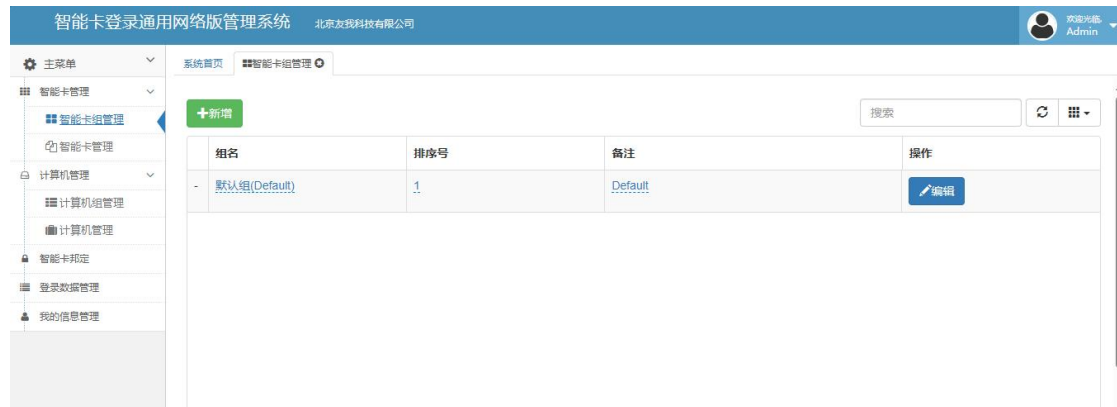 智能卡登录通用网络版管理系统 北京友我科技有限公司
欢迎光临,
Admin
主菜单
智能卡管理
智能卡组管理
智能卡管理
计算机管理
计算机组管理
计算机管理
智能卡邦定
登录数据管理
我的信息管理
系统首页 智能卡组管理
新增
搜索
组名 排序号 备注 操作
- 默认组(Default) 1 Default 编辑